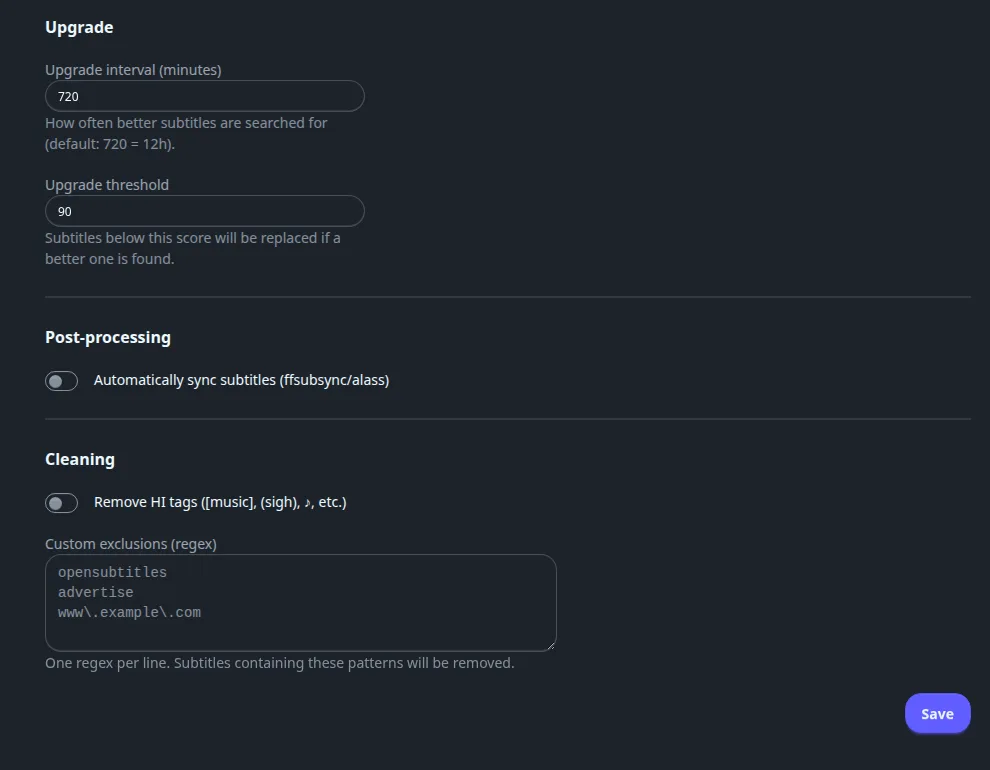 Upgrade
Upgrade interval (minutes)
720
How often better subtitles are searched for
(default: 720 = 12h).
Upgrade threshold
90
Subtitles below this score will be replaced if a
better one is found.
Post-processing
Automatically sync subtitles (ffsubsync/alass)
Cleaning
Remove HI tags ([music], (sigh), ♪, etc.)
Custom exclusions (regex)
opensubtitles
advertise
www\.example\.com
One regex per line. Subtitles containing these patterns will be removed.
Save